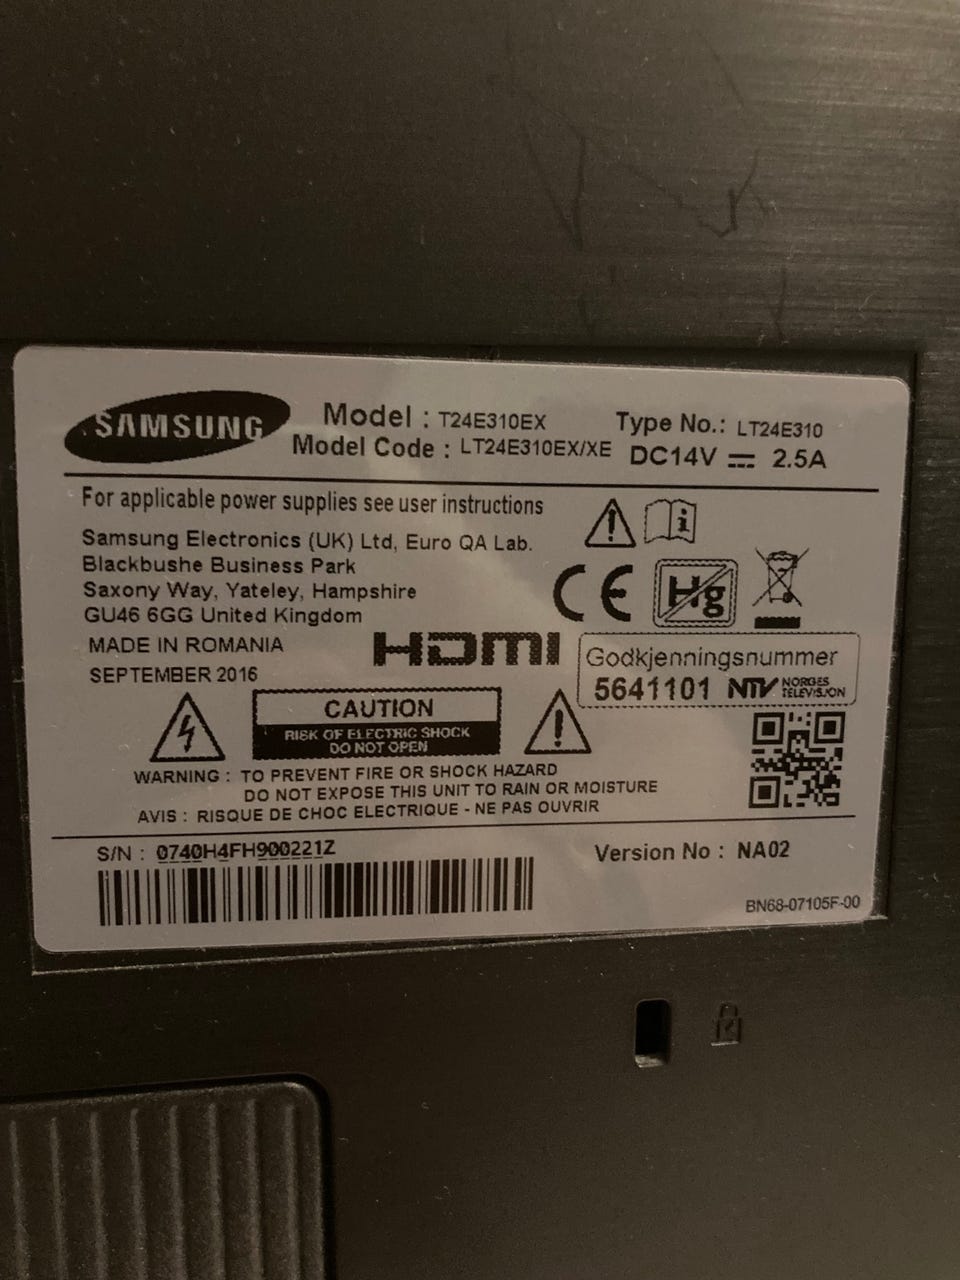 SAMSUNG
Model : T24E310EX
Type No.: LT24E310
Model Code : LT24E310EX/XE
DC14V 2.5A
For applicable power supplies see user instructions
Samsung Electronics (UK) Ltd, Euro QA Lab.
Blackbushe Business Park
Saxony Way, Yateley, Hampshire
GU46 6GG United Kingdom
MADE IN ROMANIA
SEPTEMBER 2016
CE
Hg
HDMI
Godkjenningsnummer
5641101 NTV NORGES
TELEVISJON
CAUTION
RISK OF ELECTRIC SHOCK
DO NOT OPEN
WARNING : TO PREVENT FIRE OR SHOCK HAZARD
DO NOT EXPOSE THIS UNIT TO RAIN OR MOISTURE
AVIS : RISQUE DE CHOC ELECTRIQUE - NE PAS OUVRIR
S/N : 0740H4FH900221Z
Version No : NA02
BN68-07105F-00